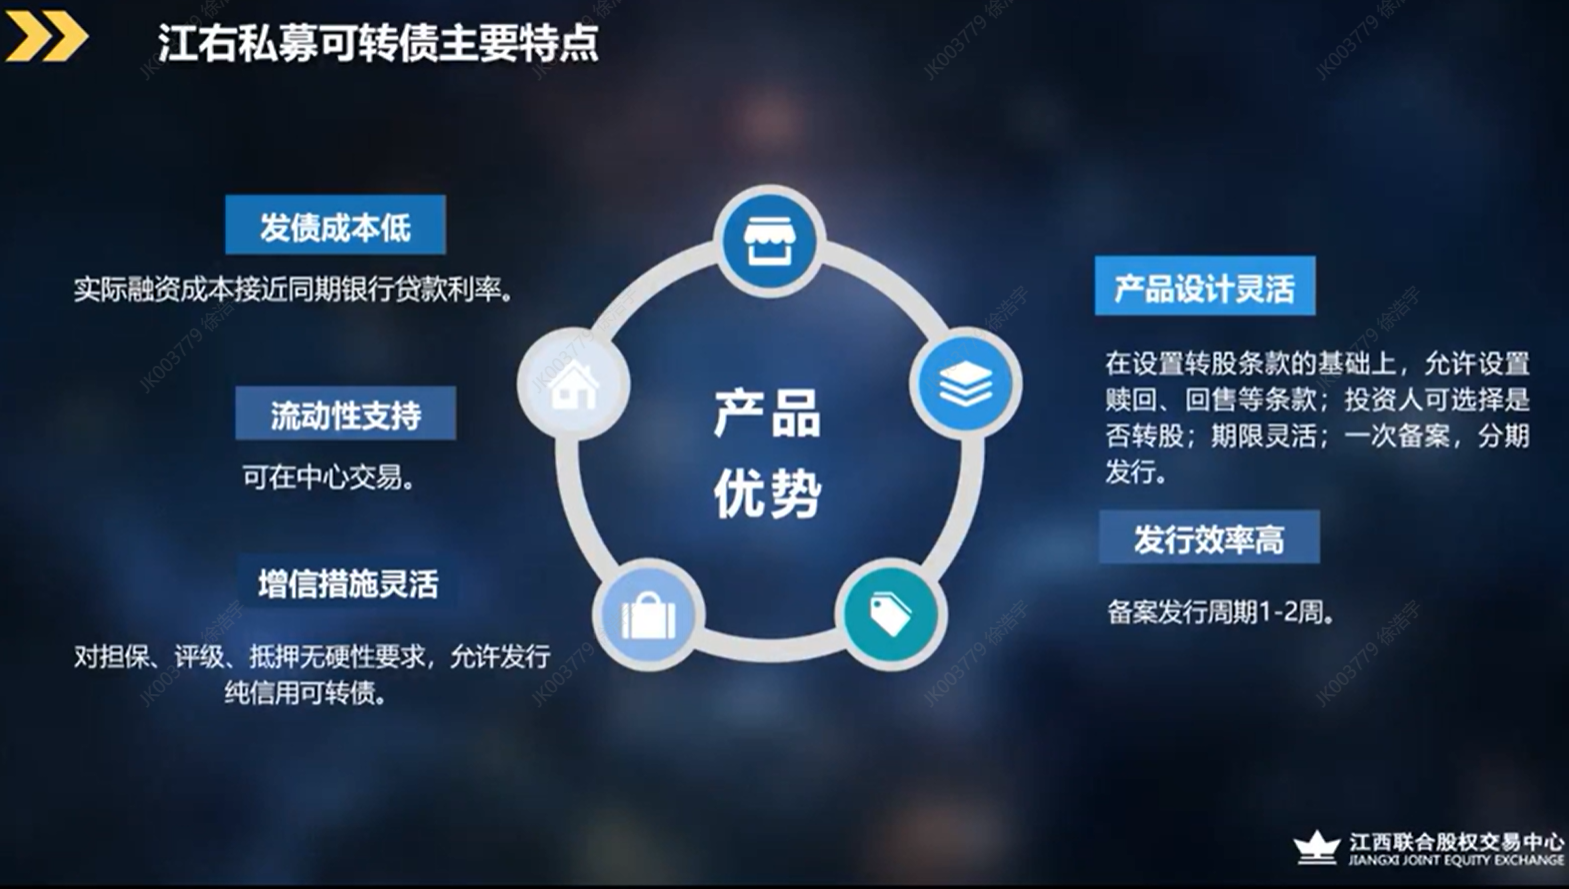 江右私募可转债主要特点
发债成本低
实际融资成本接近同期银行贷款利率。
流动性支持
可在中心交易。
增信措施灵活
对担保、评级、抵押无硬性要求，允许发行
纯信用可转债。
产品
优势
产品设计灵活
在设置转股条款的基础上，允许设置
赎回、回售等条款；投资人可选择是
否转股；期限灵活；一次备案，分期
发行。
发行效率高
备案发行周期1-2周。
江西联合股权交易中心
JIANGXI JOINT EQUITY EXCHANGE
JK003779 徐浩宇